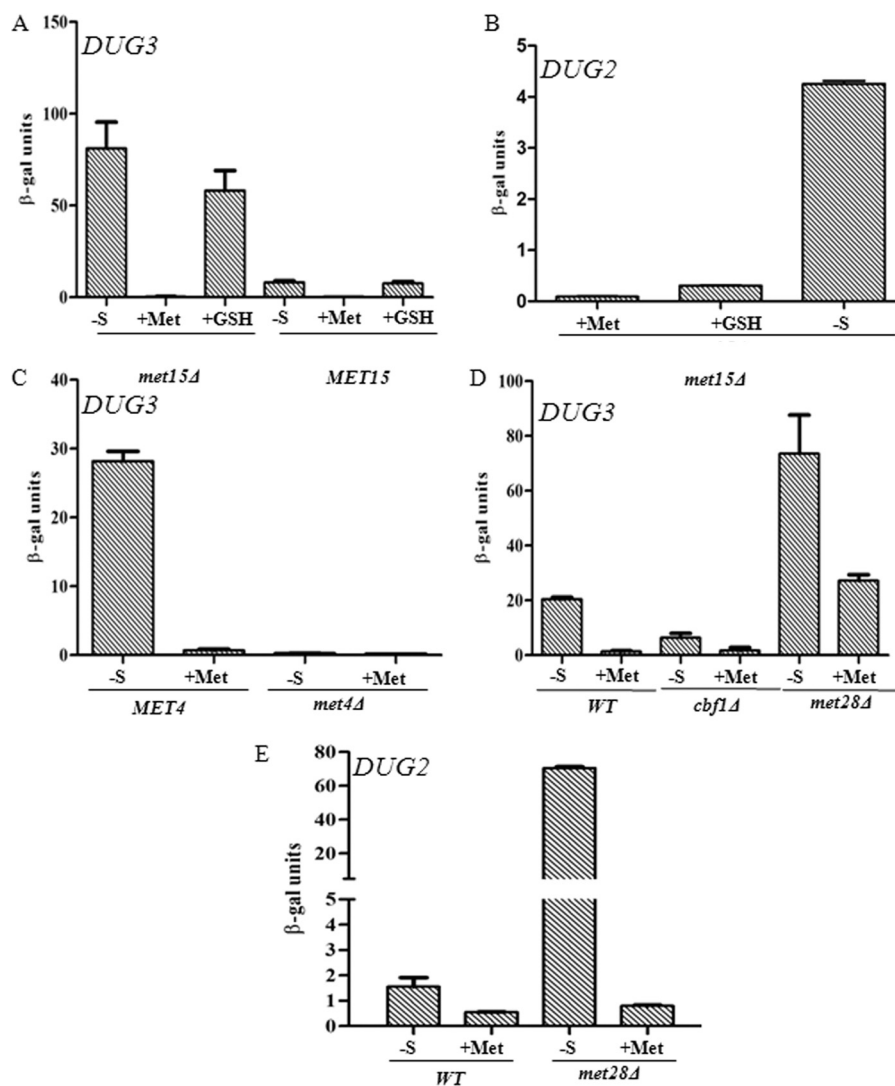 A
DUG3
β-gal units
150
100
50
0
-S +Met +GSH -S +Met +GSH
met15Δ MET15
B
DUG2
β-gal units
5
4
3
2
1
0
+Met +GSH -S
met15Δ
C
DUG3
β-gal units
40
30
20
10
0
-S +Met -S +Met
MET4 met4Δ
D
DUG3
β-gal units
100
80
60
40
20
0
-S +Met -S +Met -S +Met
WT cbf1Δ met28Δ
E
DUG2
β-gal units
80
60
40
20
5
4
3
2
1
0
-S +Met -S +Met
WT met28Δ